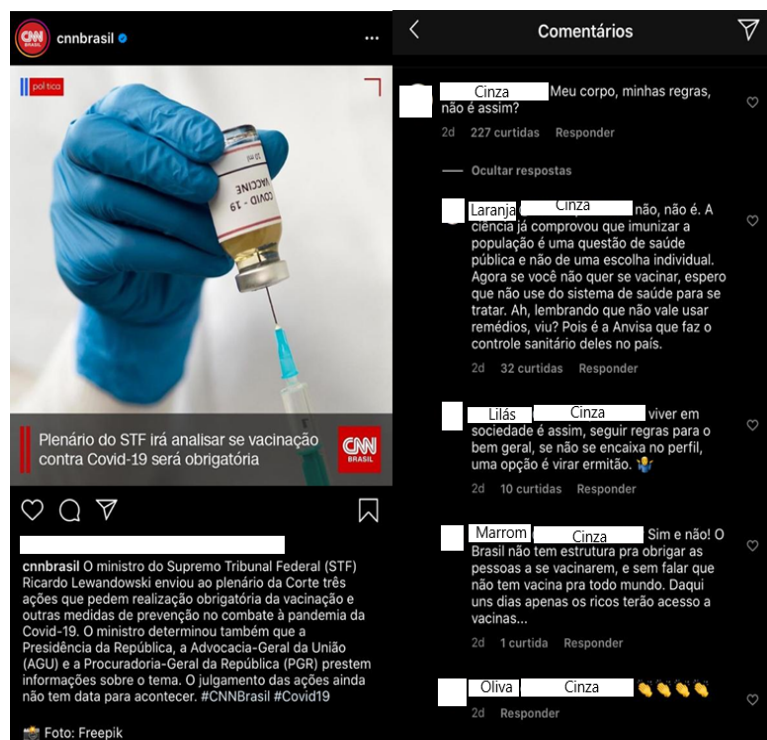 CNN
BRASIL
cnnbrasil
política
COVID - 19
VACCINE
10 ml
Plenário do STF irá analisar se vacinação
contra Covid-19 será obrigatória
CNN
BRASIL
cnnbrasil O ministro do Supremo Tribunal Federal (STF)
Ricardo Lewandowski enviou ao plenário da Corte três
ações que pedem realização obrigatória da vacinação e
outras medidas de prevenção no combate à pandemia da
Covid-19. O ministro determinou também que a
Presidência da República, a Advocacia-Geral da União
(AGU) e a Procuradoria-Geral da República (PGR) prestem
informações sobre o tema. O julgamento das ações ainda
não tem data para acontecer. #CNNBrasil #Covid19
📸 Foto: Freepik
Comentários
Cinza Meu corpo, minhas regras,
não é assim?
2d 227 curtidas Responder
Ocultar respostas
Laranja Cinza não, não é. A
ciência já comprovou que imunizar a
população é uma questão de saúde
pública e não de uma escolha individual.
Agora se você não quer se vacinar, espero
que não use do sistema de saúde para se
tratar. Ah, lembrando que não vale usar
remédios, viu? Pois é a Anvisa que faz o
controle sanitário deles no país.
2d 32 curtidas Responder
Lilás Cinza viver em
sociedade é assim, seguir regras para o
bem geral, se não se encaixa no perfil,
uma opção é virar ermitão. 🤷‍♂️
2d 10 curtidas Responder
Marrom Cinza Sim e não! O
Brasil não tem estrutura pra obrigar as
pessoas a se vacinarem, e sem falar que
não tem vacina pra todo mundo. Daqui
uns dias apenas os ricos terão acesso a
vacinas...
2d 1 curtida Responder
Oliva Cinza 👏👏👏👏
2d Responder